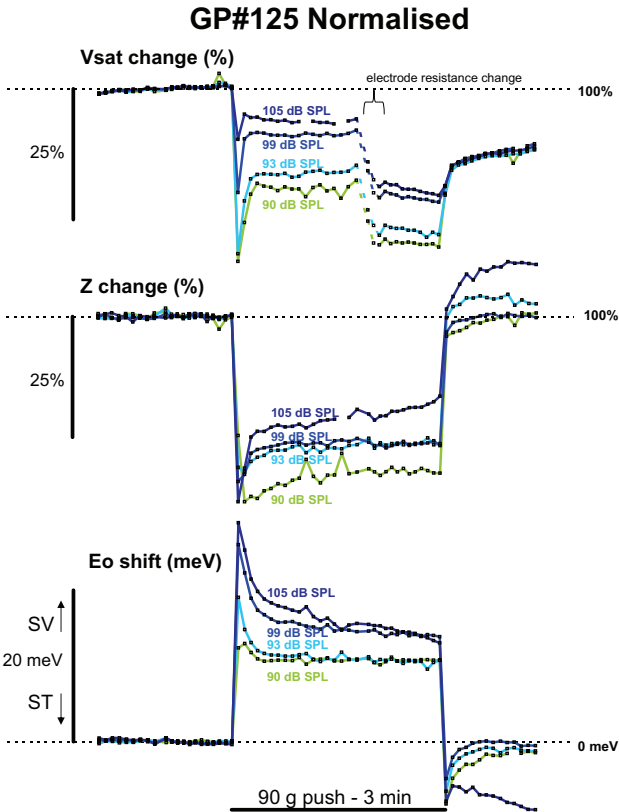 GP#125 Normalised
Vsat change (%)
electrode resistance change
100%
105 dB SPL
99 dB SPL
25%
93 dB SPL
90 dB SPL
Z change (%)
100%
25%
105 dB SPL
99 dB SPL
93 dB SPL
90 dB SPL
Eo shift (meV)
105 dB SPL
SV
99 dB SPL
93 dB SPL
20 meV
90 dB SPL
ST
0 meV
90 g push - 3 min